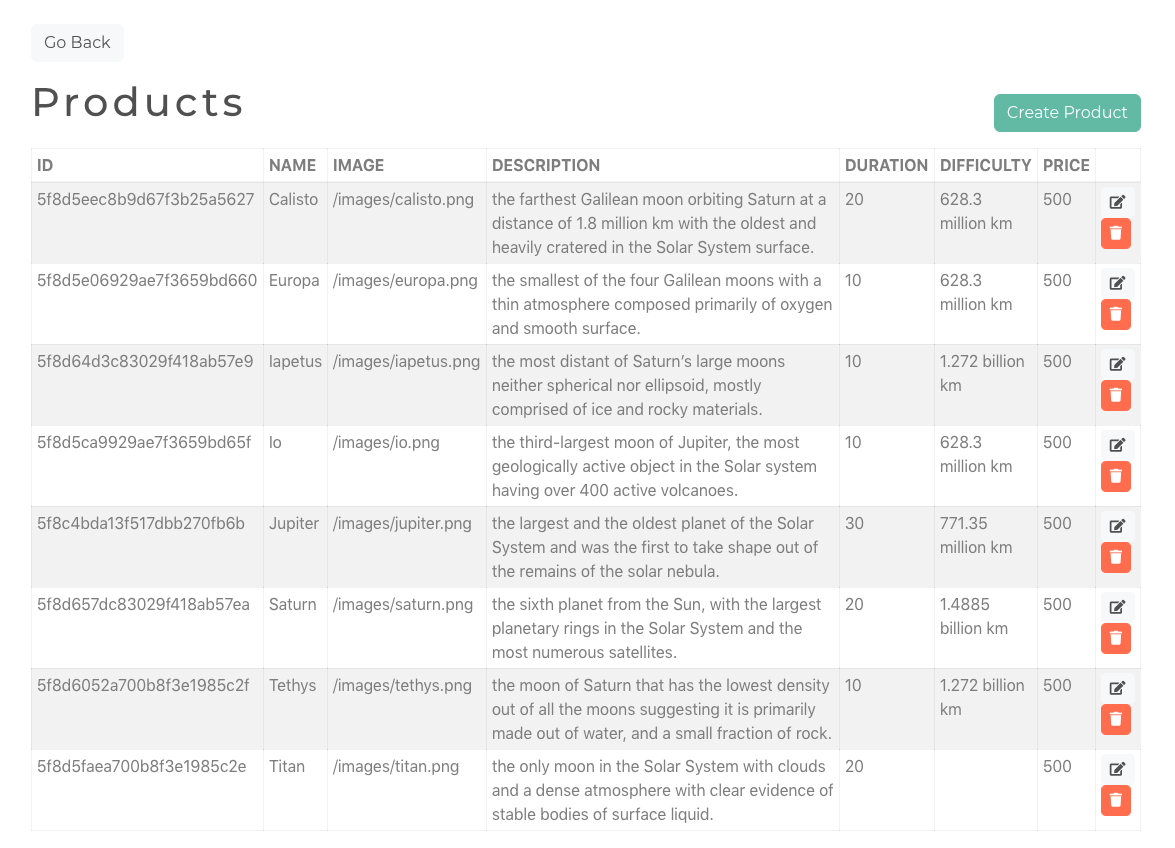 Go Back
Products
Create Product
ID NAME IMAGE DESCRIPTION DURATION DIFFICULTY PRICE
5f8d5eec8b9d67f3b25a5627 Calisto /images/calisto.png the farthest Galilean moon orbiting Saturn at a 20 628.3 500
distance of 1.8 million km with the oldest and million km
heavily cratered in the Solar System surface.
5f8d5e06929ae7f3659bd660 Europa /images/europa.png the smallest of the four Galilean moons with a 10 628.3 500
thin atmosphere composed primarily of oxygen million km
and smooth surface.
5f8d64d3c83029f418ab57e9 Iapetus /images/iapetus.png the most distant of Saturn’s large moons 10 1.272 billion 500
neither spherical nor ellipsoid, mostly km
comprised of ice and rocky materials.
5f8d5ca9929ae7f3659bd65f Io /images/io.png the third-largest moon of Jupiter, the most 10 628.3 500
geologically active object in the Solar system million km
having over 400 active volcanoes.
5f8c4bda13f517dbb270fb6b Jupiter /images/jupiter.png the largest and the oldest planet of the Solar 30 771.35 500
System and was the first to take shape out of million km
the remains of the solar nebula.
5f8d657dc83029f418ab57ea Saturn /images/saturn.png the sixth planet from the Sun, with the largest 20 1.4885 500
planetary rings in the Solar System and the billion km
most numerous satellites.
5f8d6052a700b8f3e1985c2f Tethys /images/tethys.png the moon of Saturn that has the lowest density 10 1.272 billion 500
out of all the moons suggesting it is primarily km
made out of water, and a small fraction of rock.
5f8d5faea700b8f3e1985c2e Titan /images/titan.png the only moon in the Solar System with clouds 20 500
and a dense atmosphere with clear evidence of
stable bodies of surface liquid.